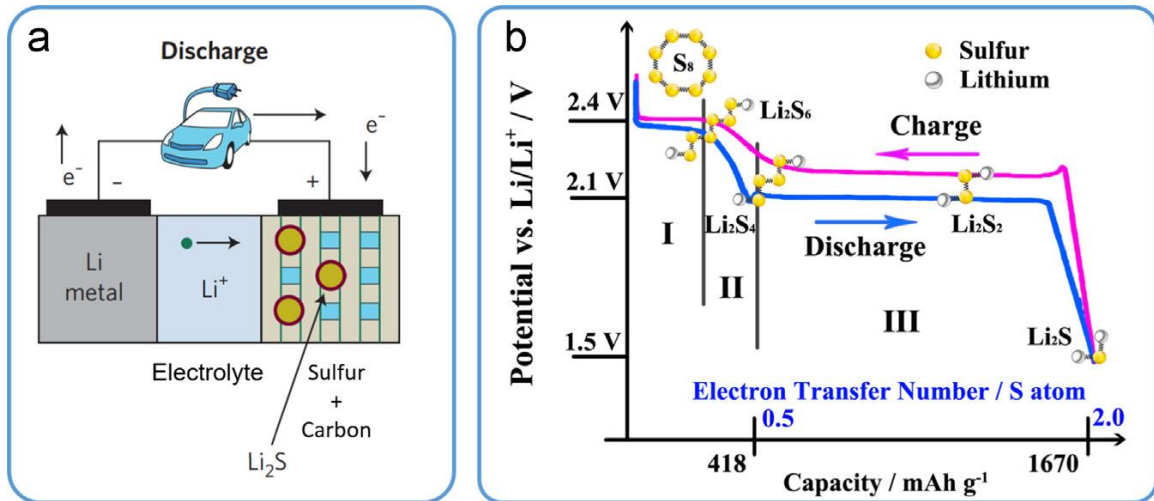 a
Discharge
e⁻
−
+
e⁻
Li
metal
Li⁺
Electrolyte
Sulfur
+
Carbon
Li₂S
b
Potential vs. Li/Li⁺ / V
2.4 V
2.1 V
1.5 V
S₈
Sulfur
Lithium
Li₂S₆
Charge
Li₂S₄
Discharge
Li₂S₂
I
II
III
Li₂S
Electron Transfer Number / S atom
0.5
2.0
418
1670
Capacity / mAh g⁻¹